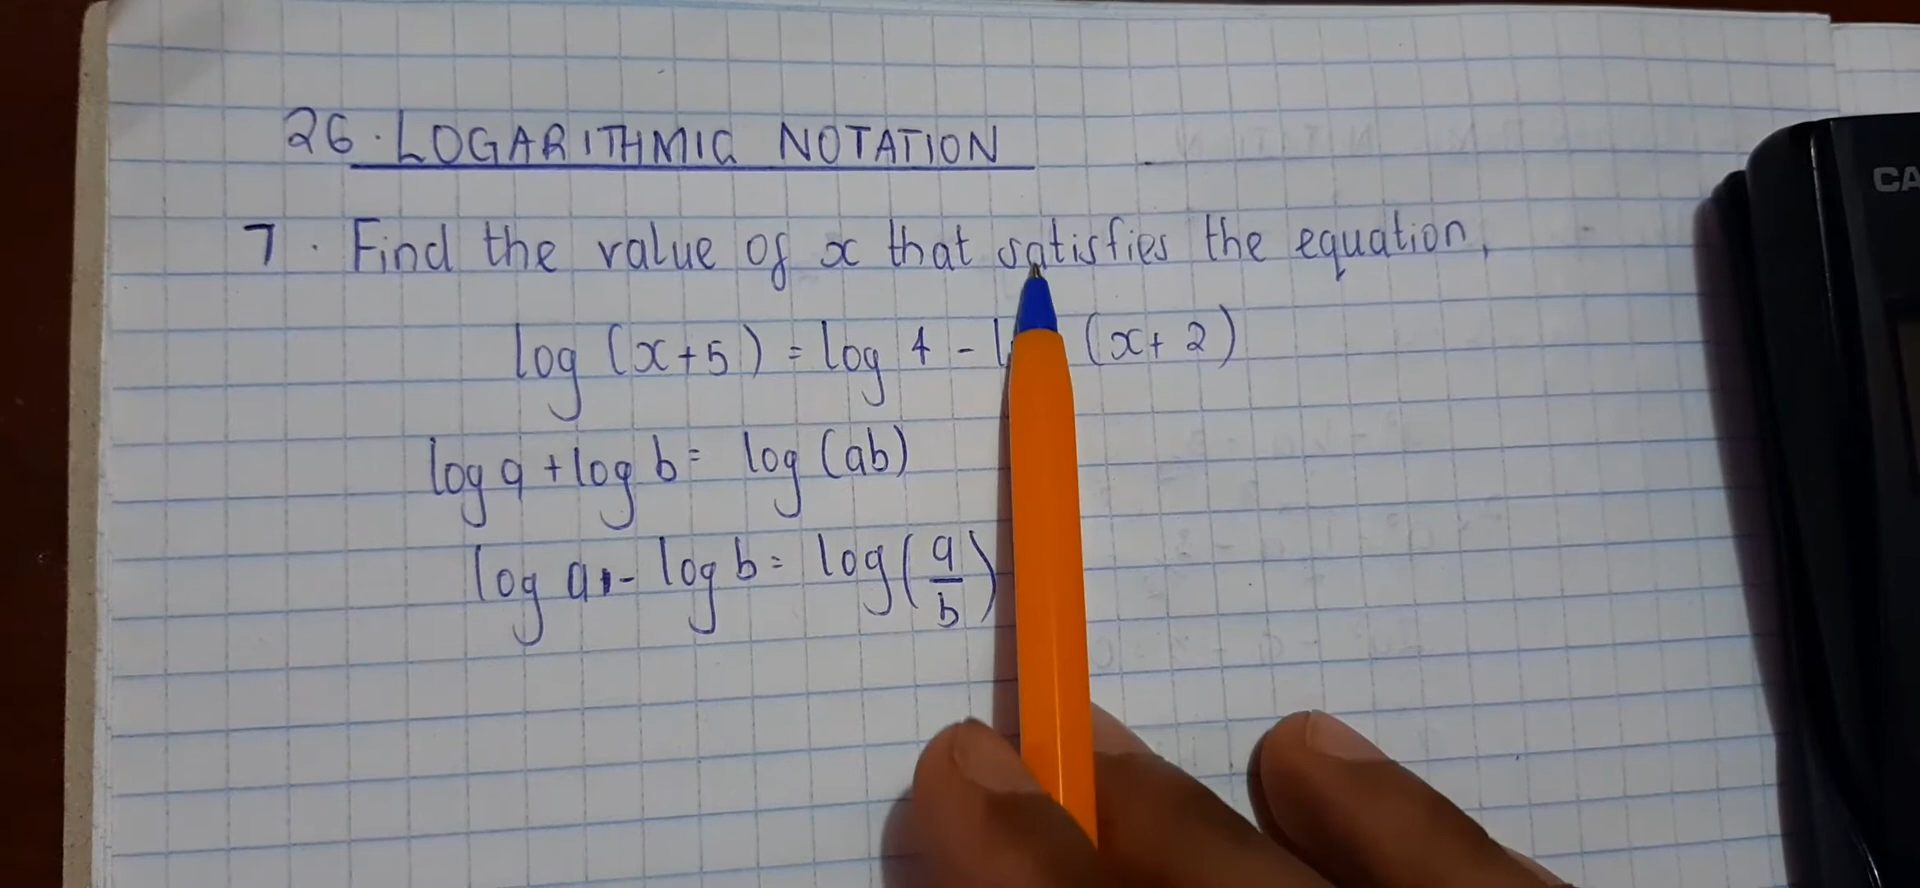 26. LOGARITHMIC NOTATION
7. Find the value of x that satisfies the equation,
log (x+5) = log 4 - (x+2)
log a + log b = log (ab)
log a - log b = log (a/b)
CA